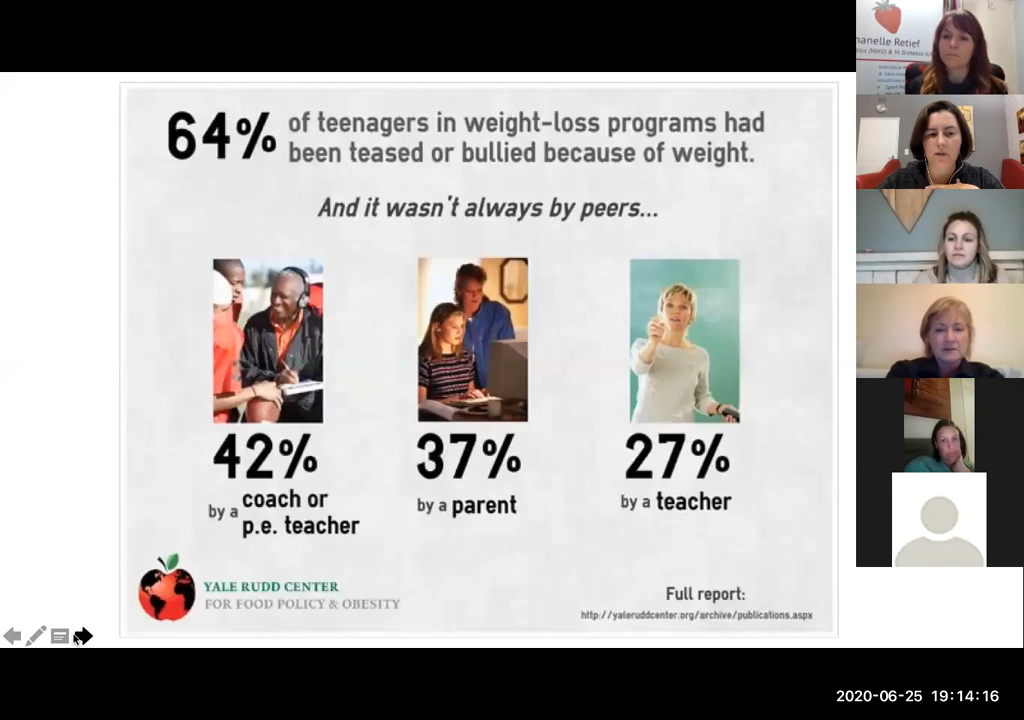 64%
of teenagers in weight-loss programs had
been teased or bullied because of weight.
And it wasn't always by peers...
42%
by a coach or
p.e. teacher
37%
by a parent
27%
by a teacher
YALE RUDD CENTER
FOR FOOD POLICY & OBESITY
Full report:
http://yaleruddcenter.org/archive/publications.aspx
anelle Retief
2020-06-25 19:14:16